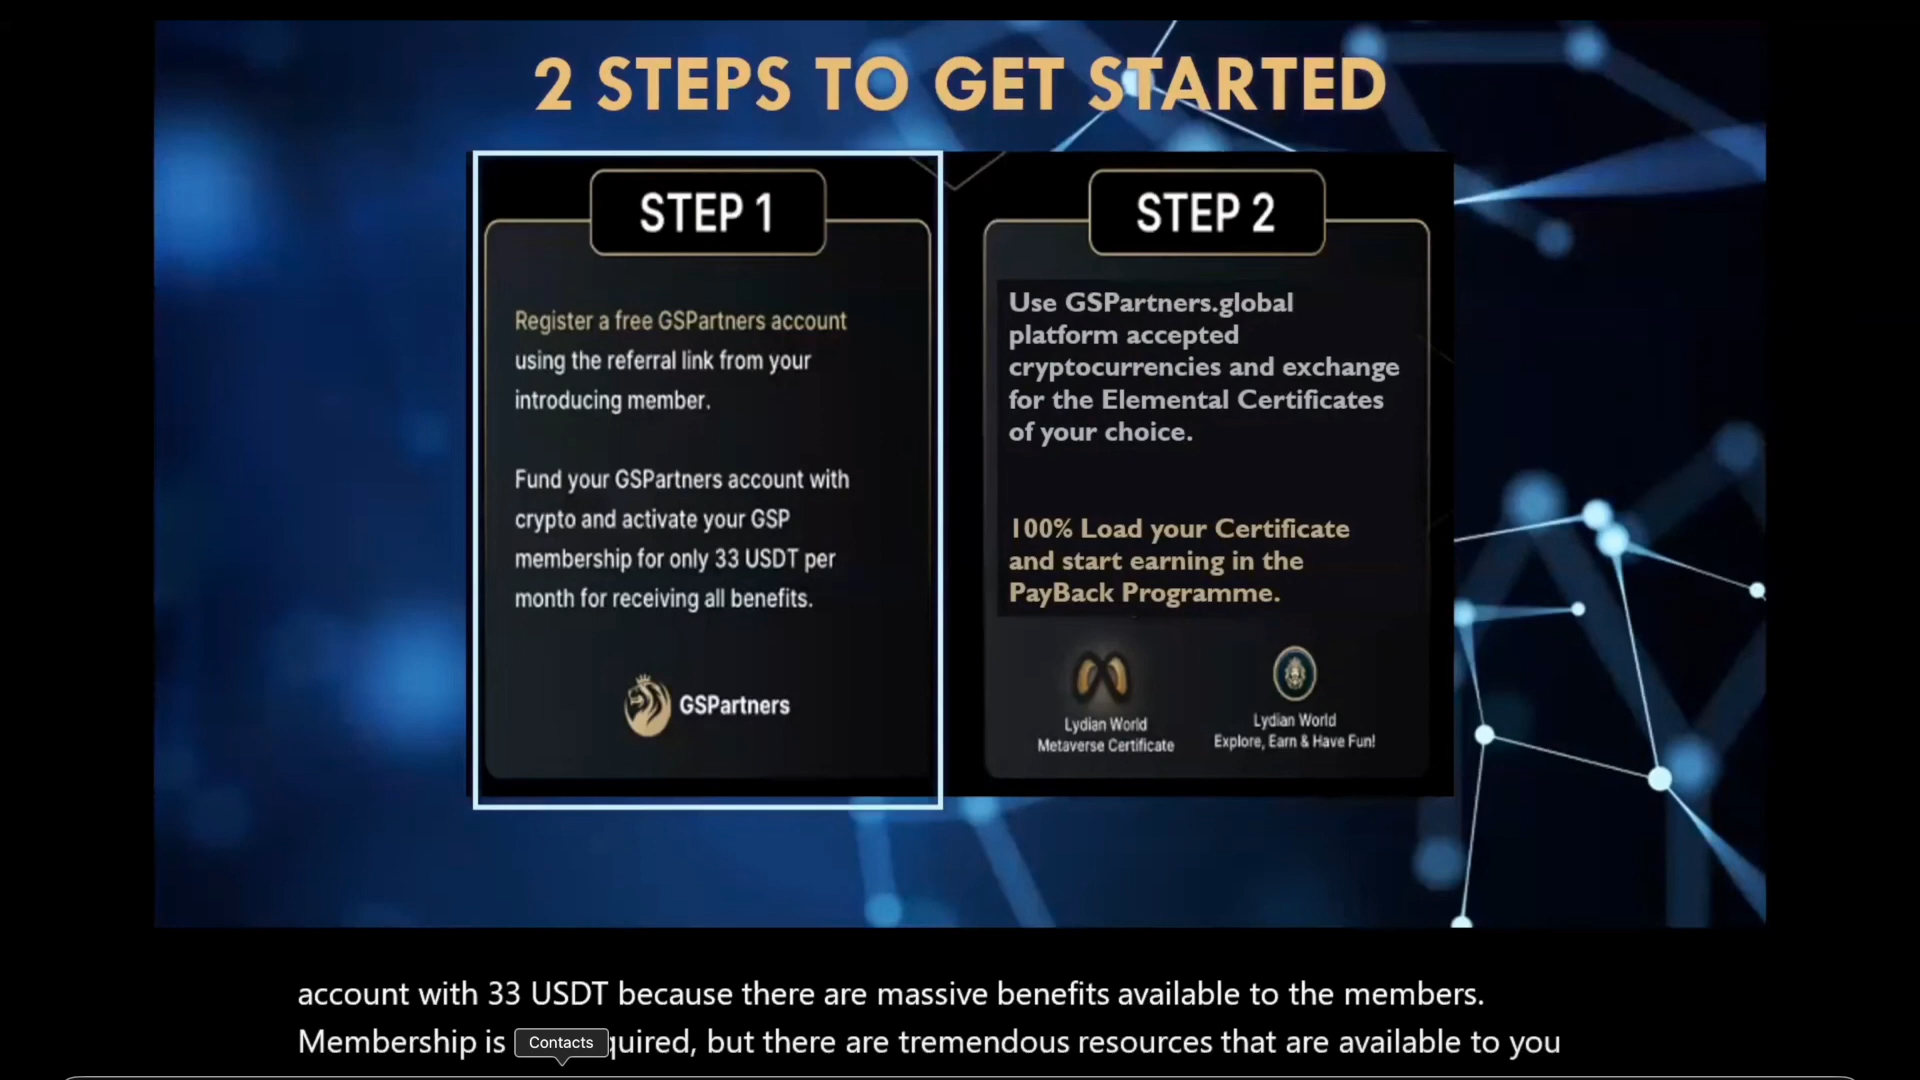 2 STEPS TO GET STARTED
STEP 1
Register a free GSPartners account
using the referral link from your
introducing member.
Fund your GSPartners account with
crypto and activate your GSP
membership for only 33 USDT per
month for receiving all benefits.
GSPartners
STEP 2
Use GSPartners.global
platform accepted
cryptocurrencies and exchange
for the Elemental Certificates
of your choice.
100% Load your Certificate
and start earning in the
PayBack Programme.
Lydian World
Metaverse Certificate
Lydian World
Explore, Earn & Have Fun!
account with 33 USDT because there are massive benefits available to the members.
Membership is quired, but there are tremendous resources that are available to you
Contacts